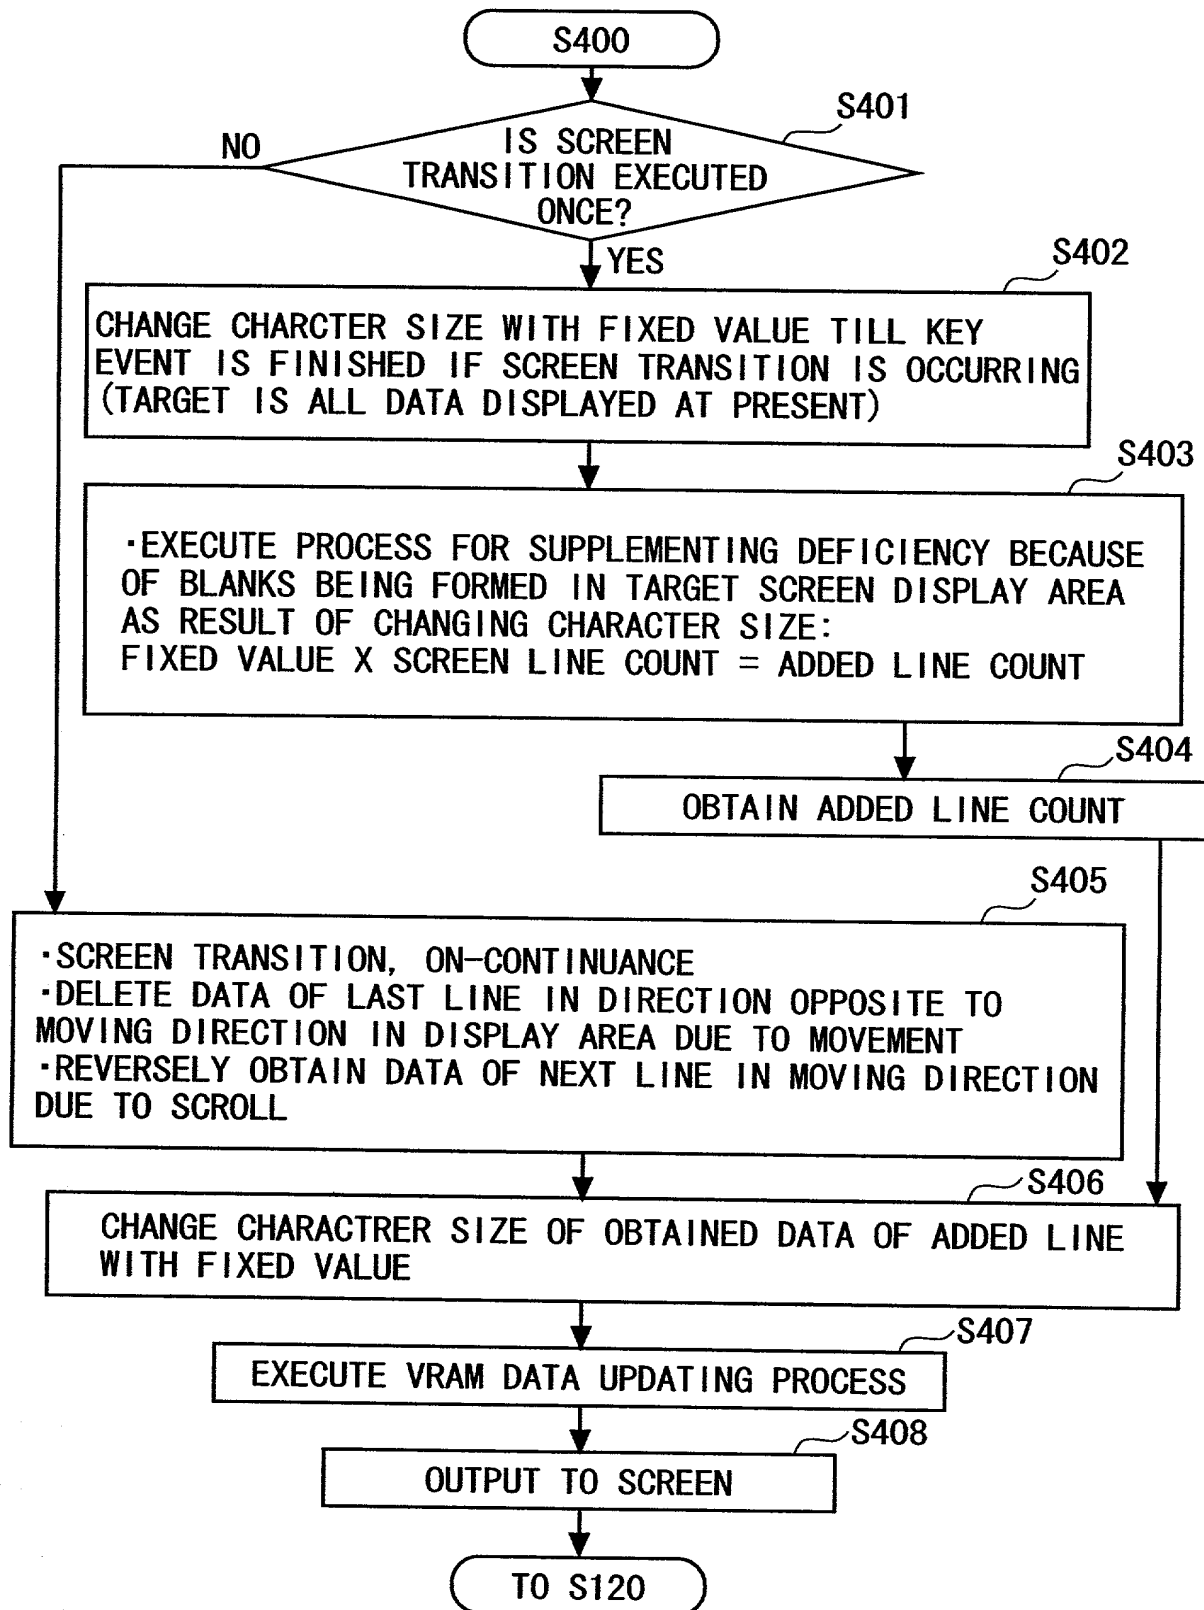 S400
S401
NO
IS SCREEN
TRANSITION EXECUTED
ONCE?
YES
S402
CHANGE CHARCTER SIZE WITH FIXED VALUE TILL KEY
EVENT IS FINISHED IF SCREEN TRANSITION IS OCCURRING
(TARGET IS ALL DATA DISPLAYED AT PRESENT)
S403
·EXECUTE PROCESS FOR SUPPLEMENTING DEFICIENCY BECAUSE
OF BLANKS BEING FORMED IN TARGET SCREEN DISPLAY AREA
AS RESULT OF CHANGING CHARACTER SIZE:
FIXED VALUE X SCREEN LINE COUNT = ADDED LINE COUNT
S404
OBTAIN ADDED LINE COUNT
S405
·SCREEN TRANSITION, ON-CONTINUANCE
·DELETE DATA OF LAST LINE IN DIRECTION OPPOSITE TO
MOVING DIRECTION IN DISPLAY AREA DUE TO MOVEMENT
·REVERSELY OBTAIN DATA OF NEXT LINE IN MOVING DIRECTION
DUE TO SCROLL
S406
CHANGE CHARACTRER SIZE OF OBTAINED DATA OF ADDED LINE
WITH FIXED VALUE
S407
EXECUTE VRAM DATA UPDATING PROCESS
S408
OUTPUT TO SCREEN
TO S120